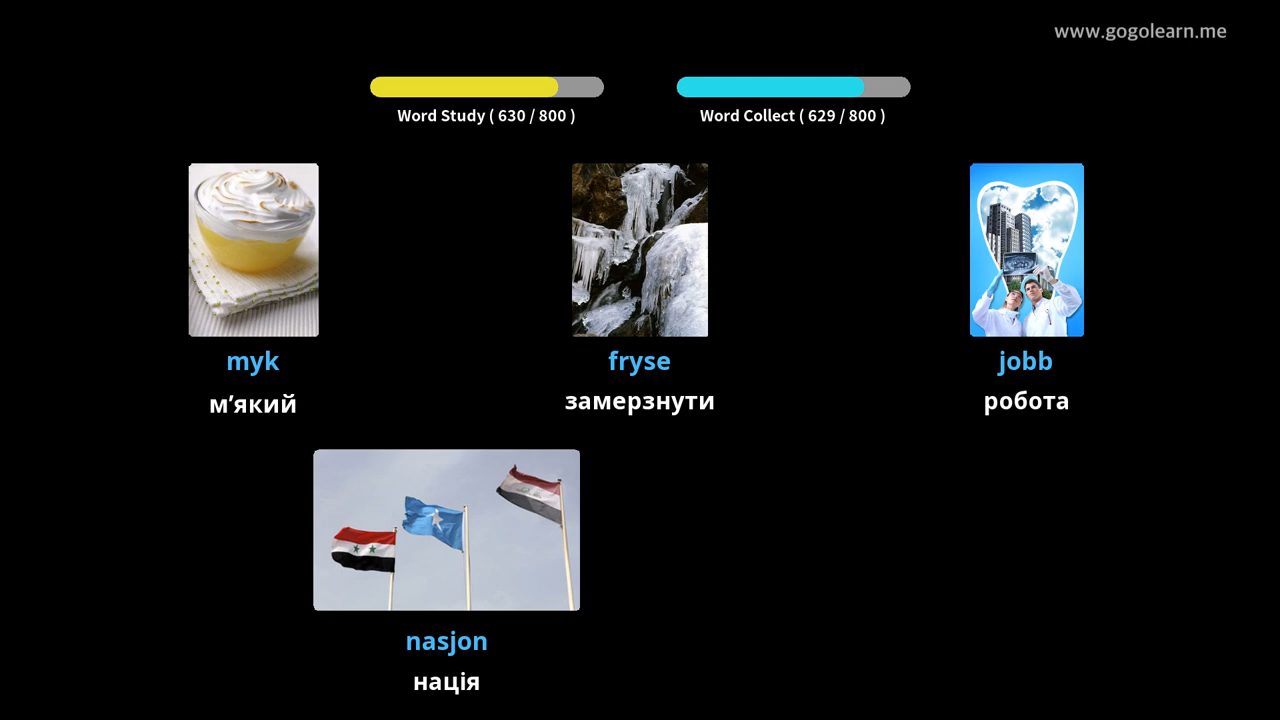 www.gogolearn.me
Word Study ( 630 / 800 )
Word Collect ( 629 / 800 )
myk
м’який
fryse
замерзнути
jobb
робота
nasjon
нація